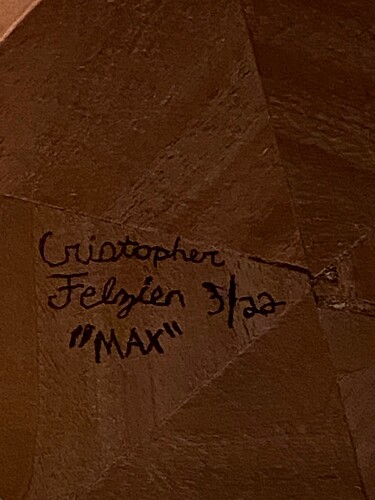 Cristopher
Felzien 3/22
"MAX"